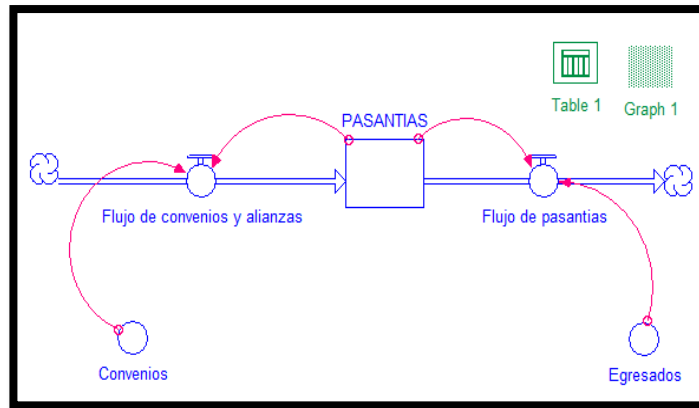 Table 1
Graph 1
PASANTIAS
Flujo de convenios y alianzas
Flujo de pasantias
Convenios
Egresados